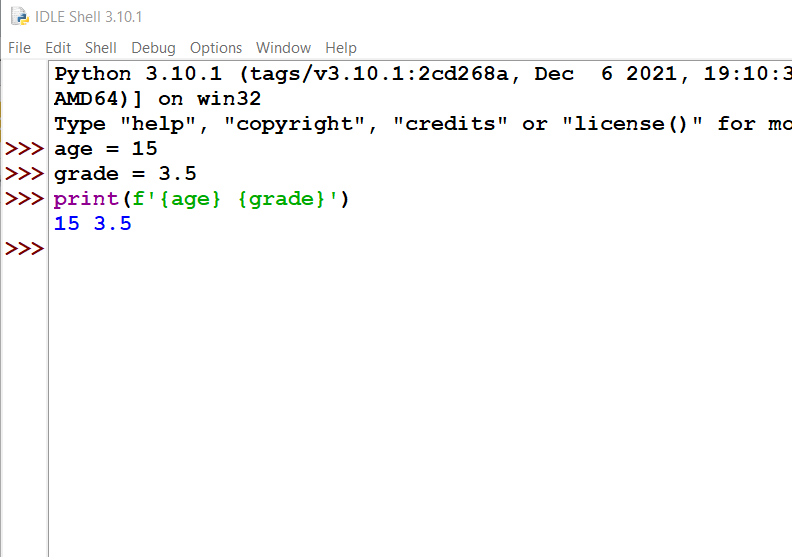 IDLE Shell 3.10.1
File Edit Shell Debug Options Window Help
Python 3.10.1 (tags/v3.10.1:2cd268a, Dec  6 2021, 19:10:3
AMD64)] on win32
Type "help", "copyright", "credits" or "license()" for mo
>>> age = 15
>>> grade = 3.5
>>> print(f'{age} {grade}')
15 3.5
>>>